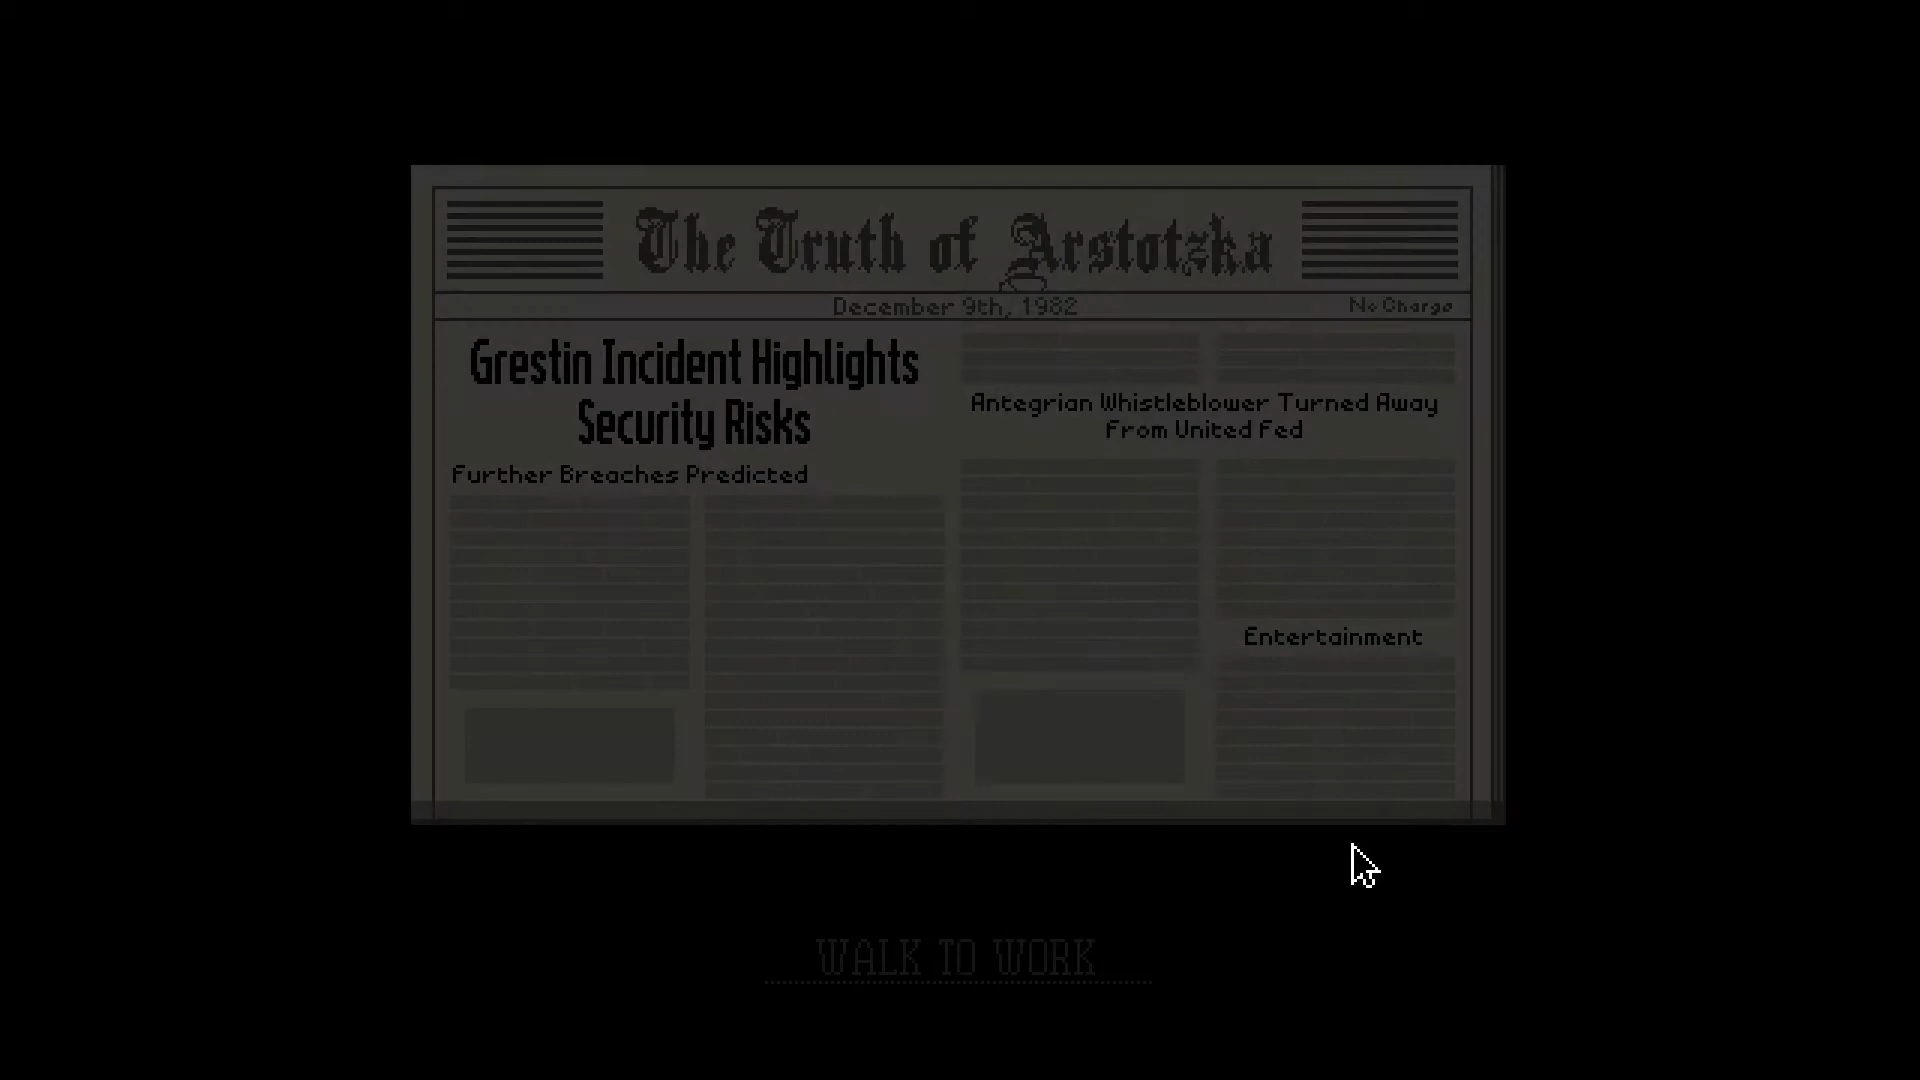 The Truth of Arstotzka
December 9th, 1982
No Charge
Grestin Incident Highlights
Security Risks
Further Breaches Predicted
Antegrian Whistleblower Turned Away
From United Fed
Entertainment
WALK TO WORK